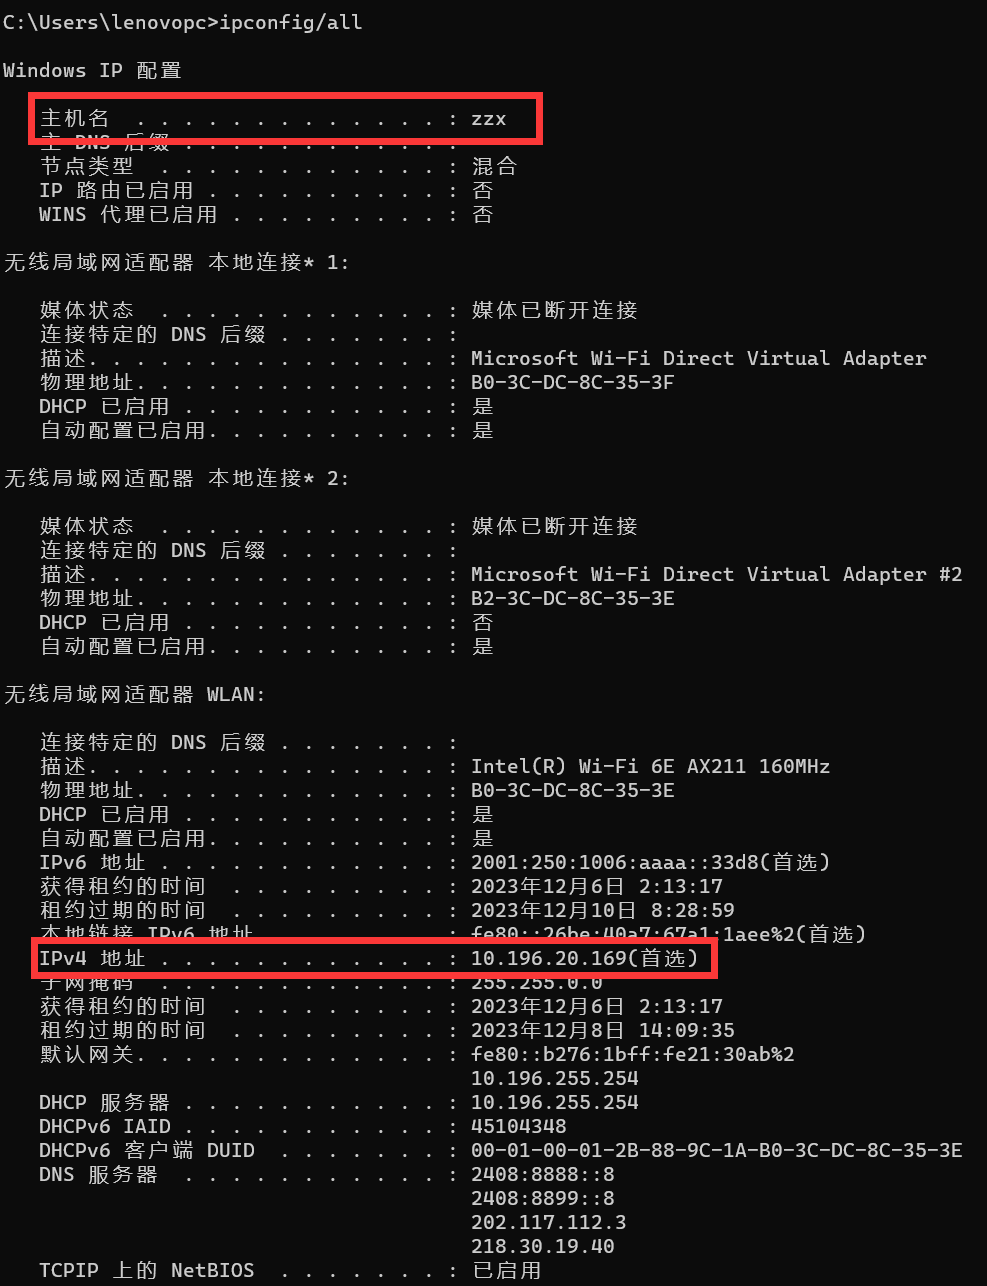 C:\Users\lenovopc>ipconfig/all
Windows IP 配置
主机名 . . . . . . . . . . . . . : zzx
主 DNS 后缀 . . . . . . . . . . . :
节点类型 . . . . . . . . . . . . : 混合
IP 路由已启用 . . . . . . . . . . : 否
WINS 代理已启用 . . . . . . . . . : 否
无线局域网适配器 本地连接* 1:
媒体状态 . . . . . . . . . . . . : 媒体已断开连接
连接特定的 DNS 后缀 . . . . . . . :
描述. . . . . . . . . . . . . . . : Microsoft Wi-Fi Direct Virtual Adapter
物理地址. . . . . . . . . . . . . : B0-3C-DC-8C-35-3F
DHCP 已启用 . . . . . . . . . . . : 是
自动配置已启用. . . . . . . . . . : 是
无线局域网适配器 本地连接* 2:
媒体状态 . . . . . . . . . . . . : 媒体已断开连接
连接特定的 DNS 后缀 . . . . . . . :
描述. . . . . . . . . . . . . . . : Microsoft Wi-Fi Direct Virtual Adapter #2
物理地址. . . . . . . . . . . . . : B2-3C-DC-8C-35-3E
DHCP 已启用 . . . . . . . . . . . : 否
自动配置已启用. . . . . . . . . . : 是
无线局域网适配器 WLAN:
连接特定的 DNS 后缀 . . . . . . . :
描述. . . . . . . . . . . . . . . : Intel(R) Wi-Fi 6E AX211 160MHz
物理地址. . . . . . . . . . . . . : B0-3C-DC-8C-35-3E
DHCP 已启用 . . . . . . . . . . . : 是
自动配置已启用. . . . . . . . . . : 是
IPv6 地址 . . . . . . . . . . . . : 2001:250:1006:aaaa::33d8(首选)
获得租约的时间 . . . . . . . . . : 2023年12月6日 2:13:17
租约过期的时间 . . . . . . . . . : 2023年12月10日 8:28:59
本地链接 IPv6 地址. . . . . . . . : fe80::26be:40a7:67a1:1aee%2(首选)
IPv4 地址 . . . . . . . . . . . . : 10.196.20.169(首选)
子网掩码 . . . . . . . . . . . . : 255.255.0.0
获得租约的时间 . . . . . . . . . : 2023年12月6日 2:13:17
租约过期的时间 . . . . . . . . . : 2023年12月8日 14:09:35
默认网关. . . . . . . . . . . . . : fe80::b276:1bff:fe21:30ab%2
10.196.255.254
DHCP 服务器 . . . . . . . . . . . : 10.196.255.254
DHCPv6 IAID . . . . . . . . . . . : 45104348
DHCPv6 客户端 DUID . . . . . . . : 00-01-00-01-2B-88-9C-1A-B0-3C-DC-8C-35-3E
DNS 服务器 . . . . . . . . . . . : 2408:8888::8
2408:8899::8
202.117.112.3
218.30.19.40
TCPIP 上的 NetBIOS . . . . . . . : 已启用